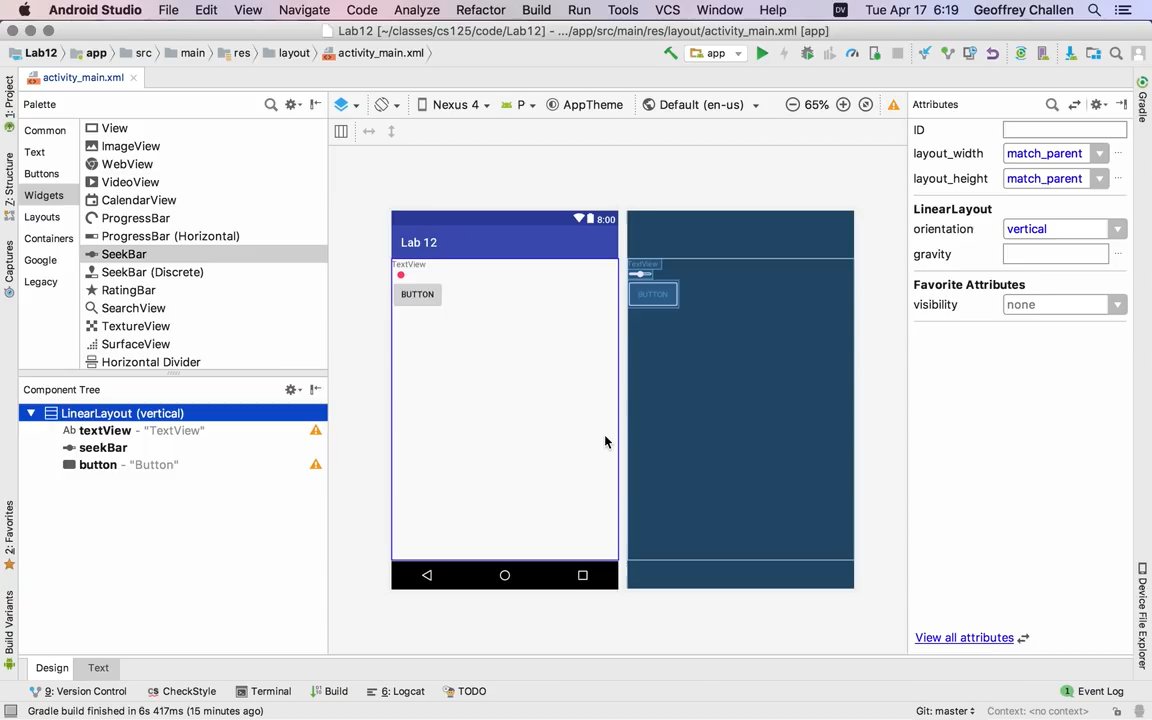 Android Studio File Edit View Navigate Code Analyze Refactor Build Run Tools VCS Window Help DV Tue Apr 17 6:19 Geoffrey Challen
Lab12 [~/classes/cs125/code/Lab12] - .../app/src/main/res/layout/activity_main.xml [app]
Lab12 app src main res layout activity_main.xml app
activity_main.xml
1: Project
Z: Structure
Captures
2: Favorites
Build Variants
Palette
Common
Text
Buttons
Widgets
Layouts
Containers
Google
Legacy
View
ImageView
WebView
VideoView
CalendarView
ProgressBar
ProgressBar (Horizontal)
SeekBar
SeekBar (Discrete)
RatingBar
SearchView
TextureView
SurfaceView
Horizontal Divider
Component Tree
LinearLayout (vertical)
Ab textView - "TextView"
seekBar
button - "Button"
Nexus 4 P AppTheme Default (en-us) 65%
8:00
Lab 12
TextView
BUTTON
TextView
BUTTON
Attributes
ID
layout_width match_parent ...
layout_height match_parent ...
LinearLayout
orientation vertical
gravity ...
Favorite Attributes
visibility none
View all attributes
Gradle
Device File Explorer
Design Text
9: Version Control CheckStyle Terminal Build 6: Logcat TODO 1 Event Log
Gradle build finished in 6s 417ms (15 minutes ago) Git: master Context: <no context>